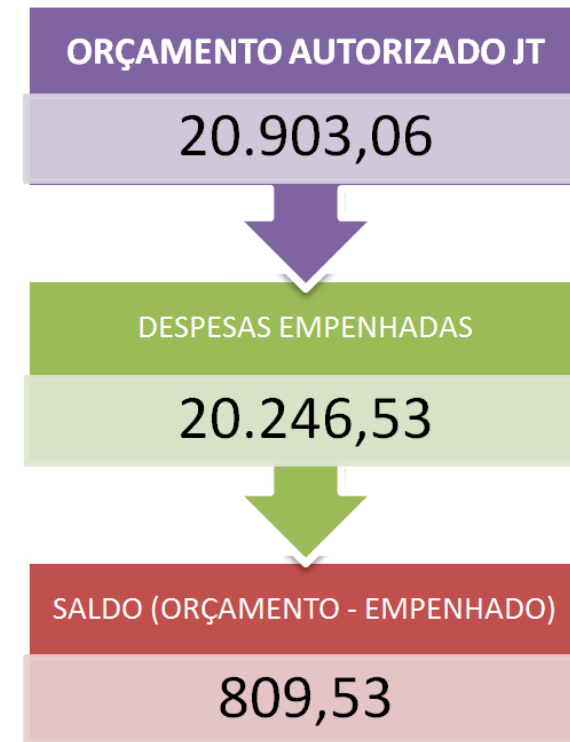 ORÇAMENTO AUTORIZADO JT
20.903,06
DESPESAS EMPENHADAS
20.246,53
SALDO (ORÇAMENTO - EMPENHADO)
809,53